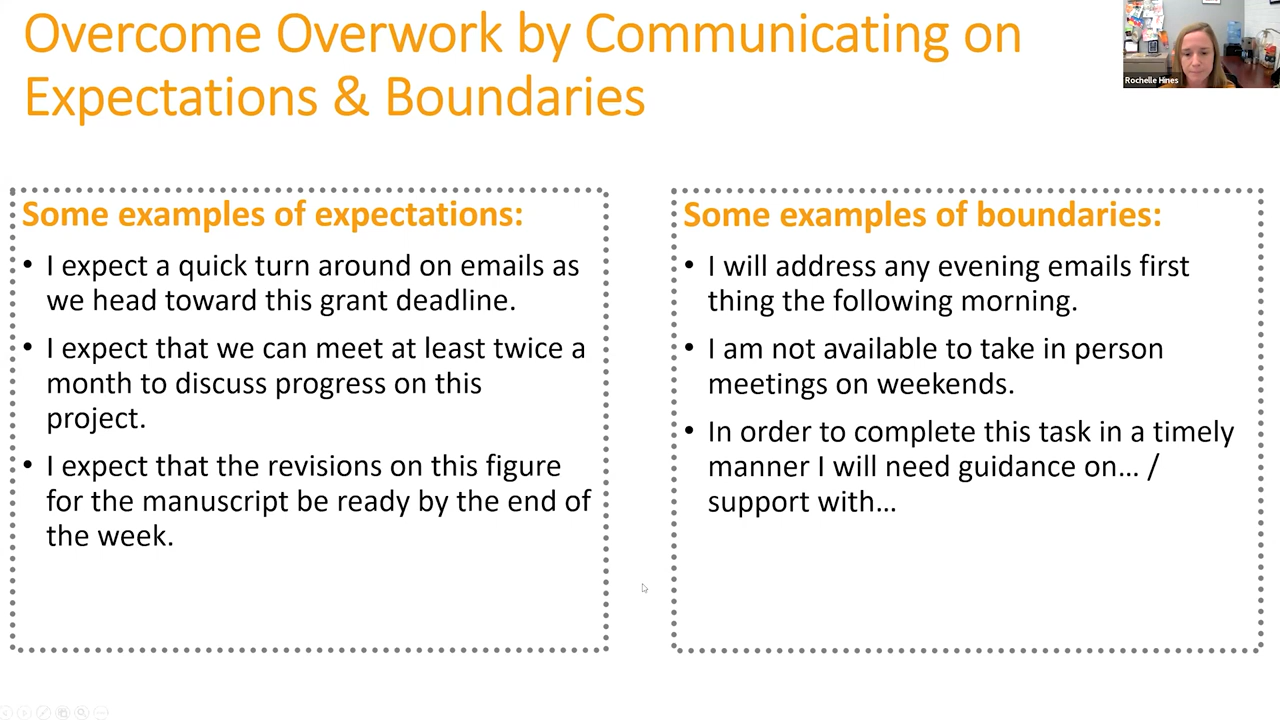 Overcome Overwork by Communicating on
Expectations & Boundaries
Rochelle Hines
Some examples of expectations:
• I expect a quick turn around on emails as
we head toward this grant deadline.
• I expect that we can meet at least twice a
month to discuss progress on this
project.
• I expect that the revisions on this figure
for the manuscript be ready by the end of
the week.
Some examples of boundaries:
• I will address any evening emails first
thing the following morning.
• I am not available to take in person
meetings on weekends.
• In order to complete this task in a timely
manner I will need guidance on... /
support with...